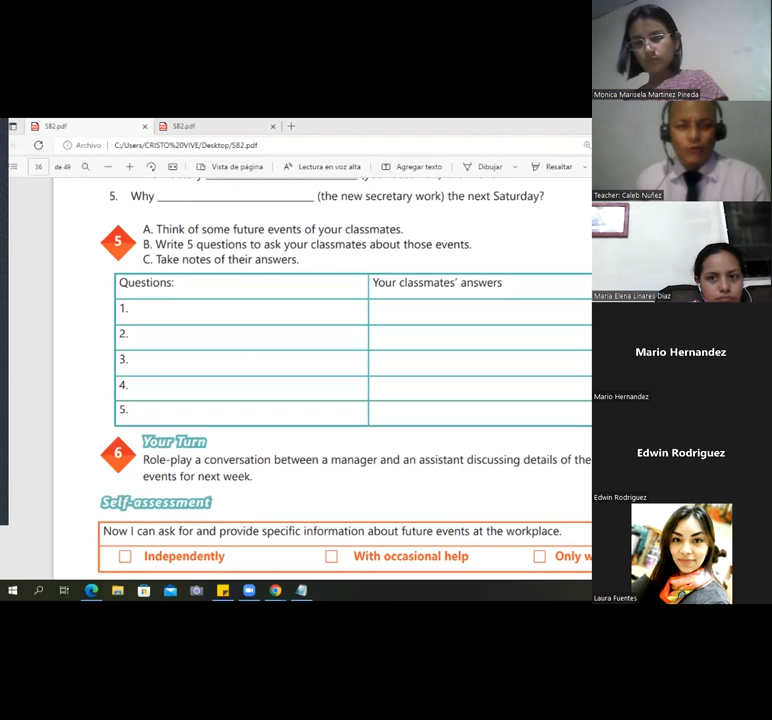 SB2.pdf
SB2.pdf
Archivo
C:/Users/CRISTO%20VIVE/Desktop/SB2.pdf
36
de 49
Vista de página
Lectura en voz alta
Agregar texto
Dibujar
Resaltar
5. Why ____________________ (the new secretary work) the next Saturday?
5
A. Think of some future events of your classmates.
B. Write 5 questions to ask your classmates about those events.
C. Take notes of their answers.
Questions:
Your classmates' answers
1.
2.
3.
4.
5.
Your Turn
6
Role-play a conversation between a manager and an assistant discussing details of the
events for next week.
Self-assessment
Now I can ask for and provide specific information about future events at the workplace.
Independently
With occasional help
Only w
Monica Marisela Martinez Pineda
Teacher: Caleb Nuñez
Maria Elena Linares Diaz
Mario Hernandez
Mario Hernandez
Edwin Rodriguez
Edwin Rodriguez
Laura Fuentes